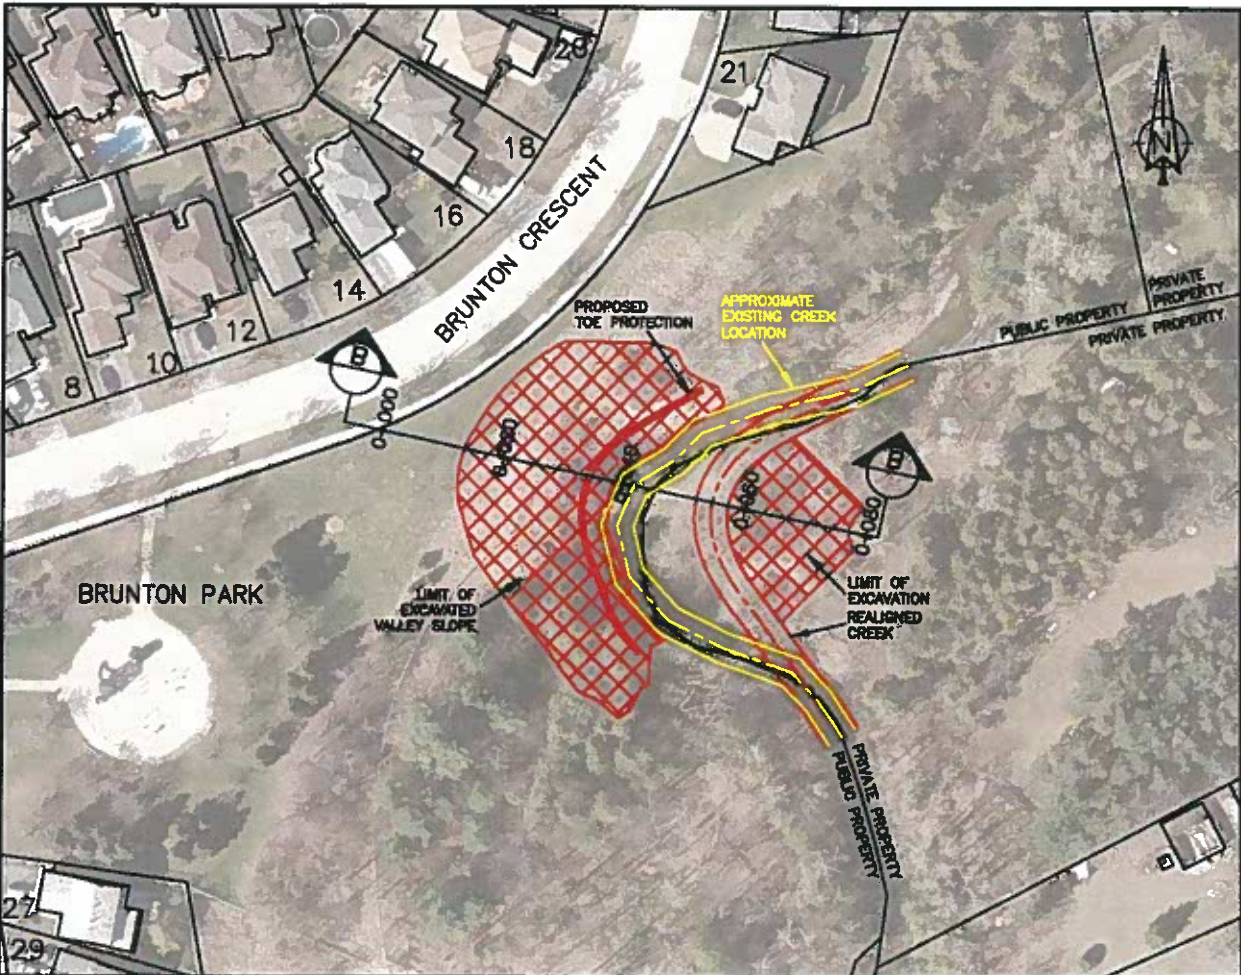 20
21
18
16
14
12
10
8
BRUNTON CRESCENT
N
PROPOSED
TOE PROTECTION
APPROXIMATE
EXISTING CREEK
LOCATION
PRIVATE
PROPERTY
PUBLIC PROPERTY
PRIVATE PROPERTY
B
0+000
B
0+060
0+080
BRUNTON PARK
LIMIT OF
EXCAVATED
VALLEY SLOPE
LIMIT OF
EXCAVATION
REALIGNED
CREEK
PRIVATE PROPERTY
PUBLIC PROPERTY
27
29